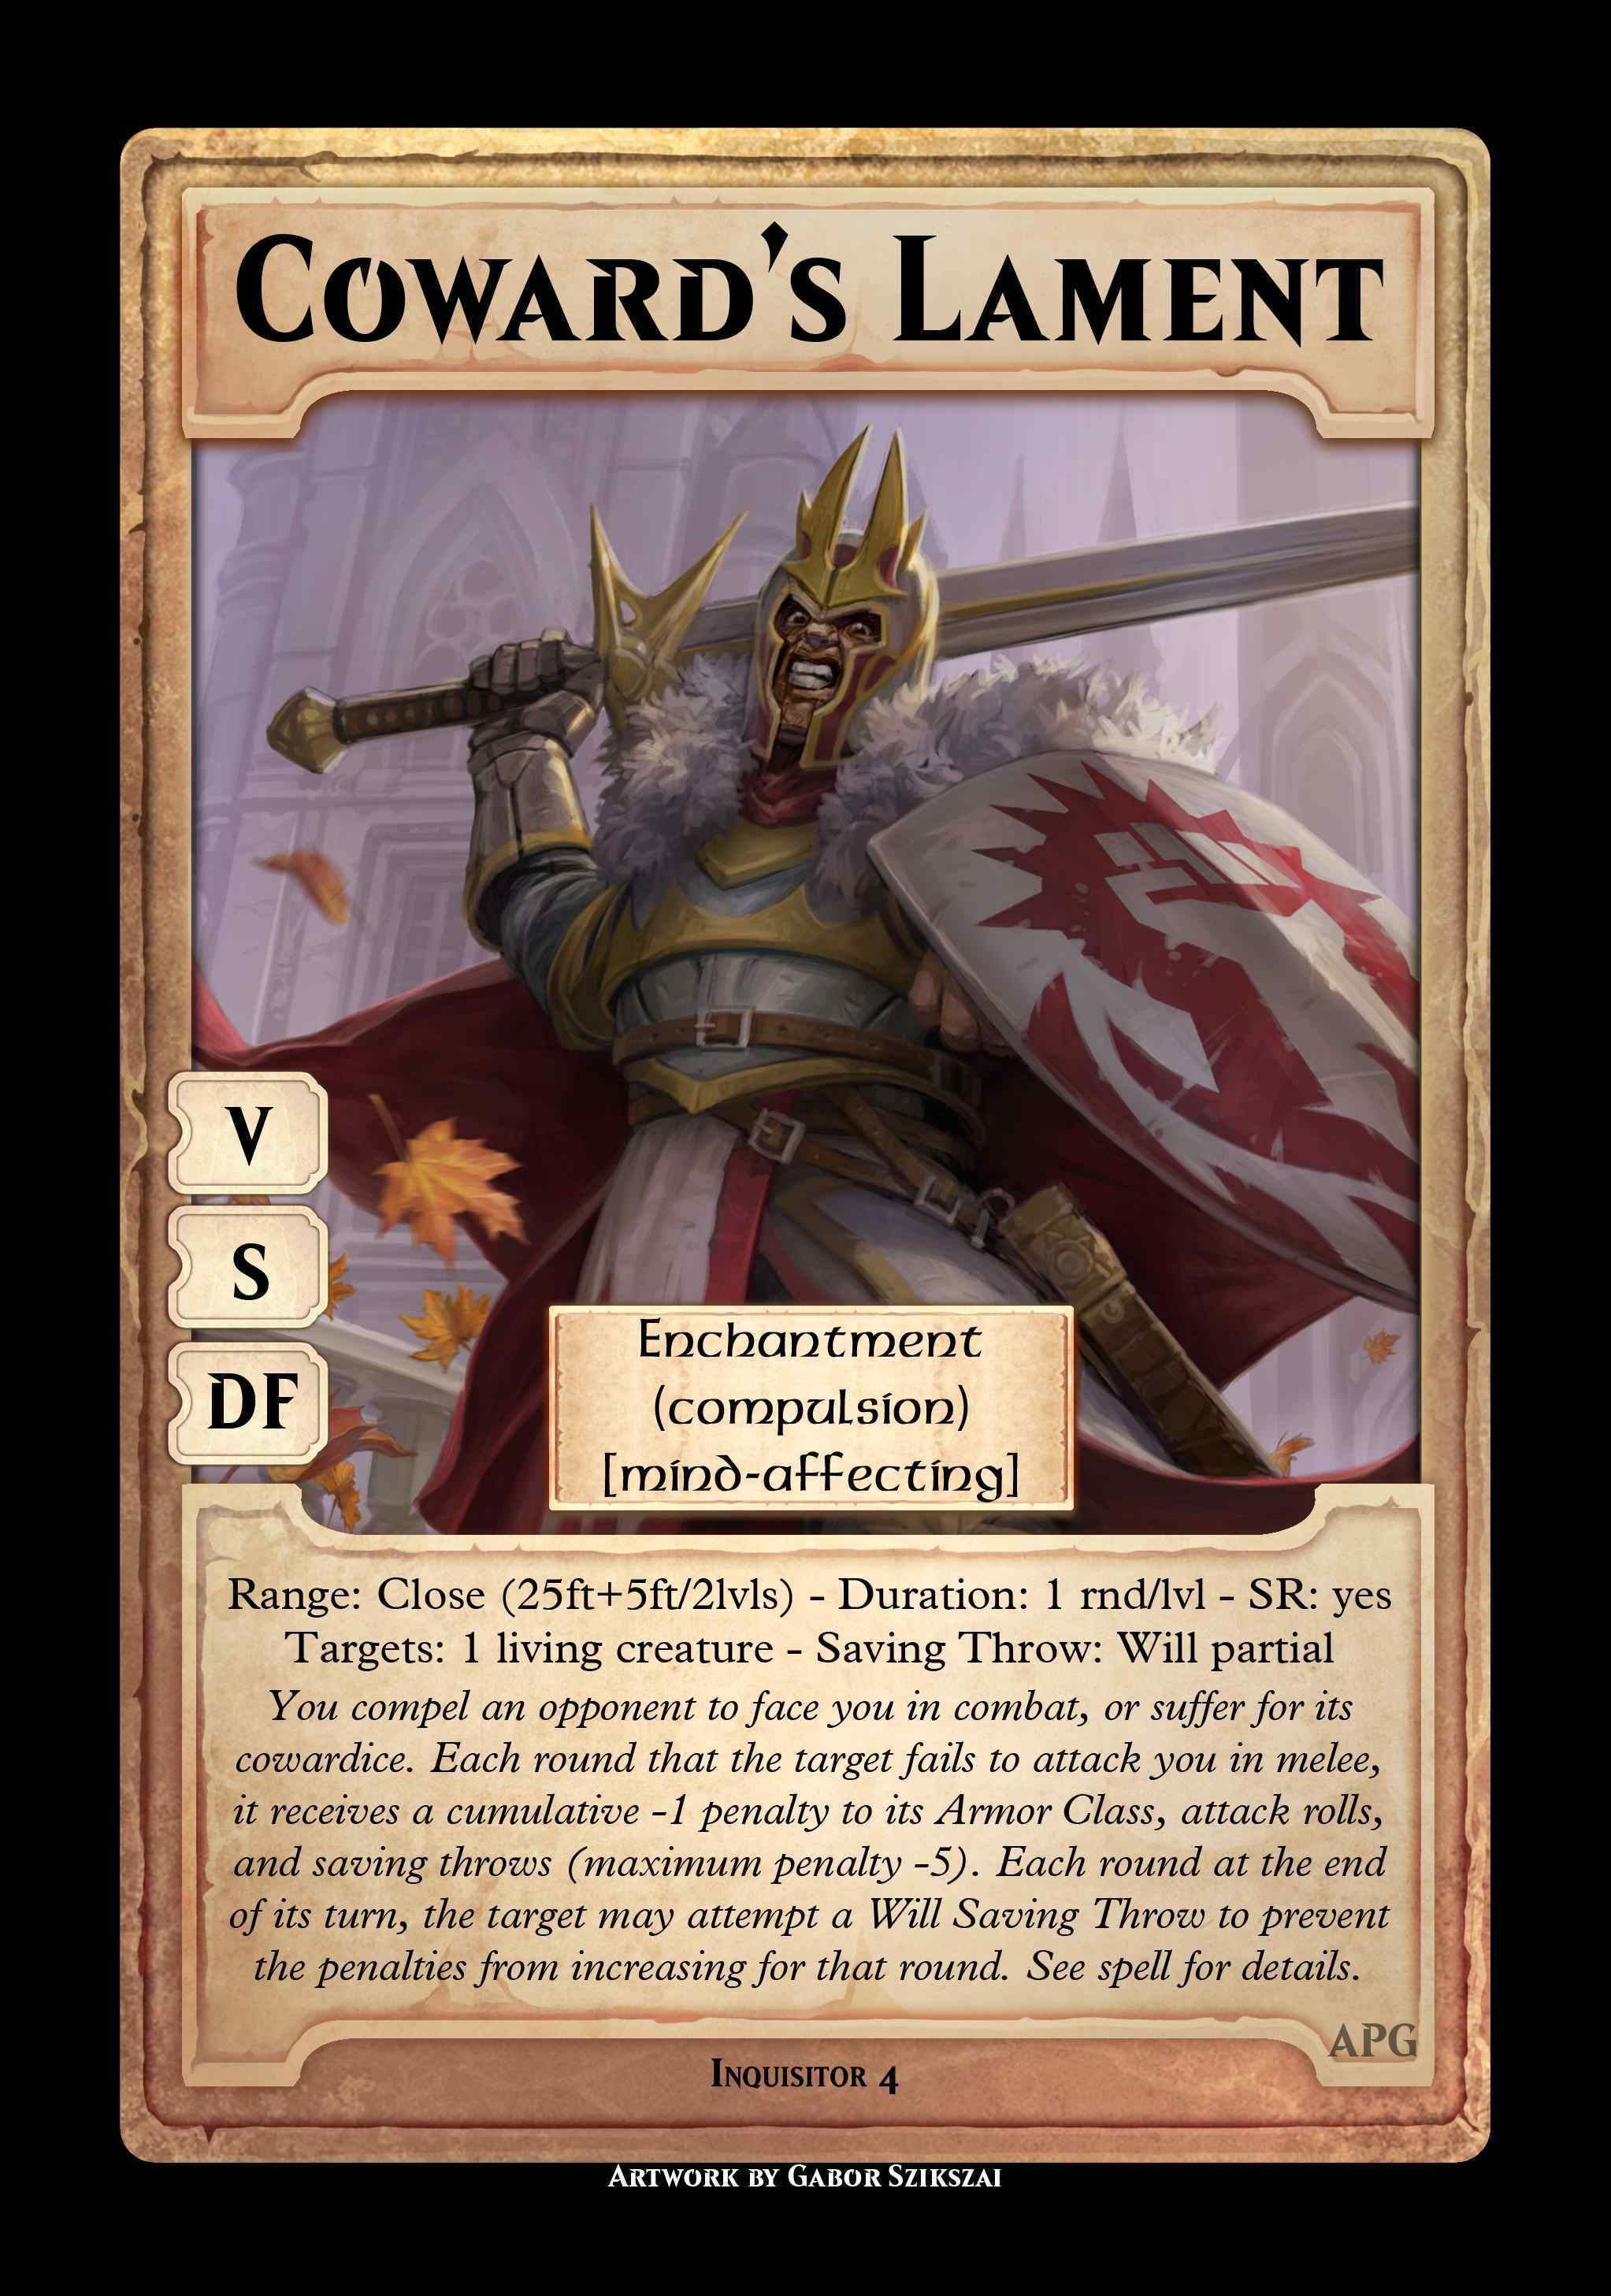 Coward's Lament
V
S
DF
Enchantment
(compulsion)
[mind-affecting]
Range: Close (25ft+5ft/2lvls) - Duration: 1 rnd/lvl - SR: yes
Targets: 1 living creature - Saving Throw: Will partial
You compel an opponent to face you in combat, or suffer for its
cowardice. Each round that the target fails to attack you in melee,
it receives a cumulative -1 penalty to its Armor Class, attack rolls,
and saving throws (maximum penalty -5). Each round at the end
of its turn, the target may attempt a Will Saving Throw to prevent
the penalties from increasing for that round. See spell for details.
APG
Inquisitor 4
Artwork by Gabor Szikszai